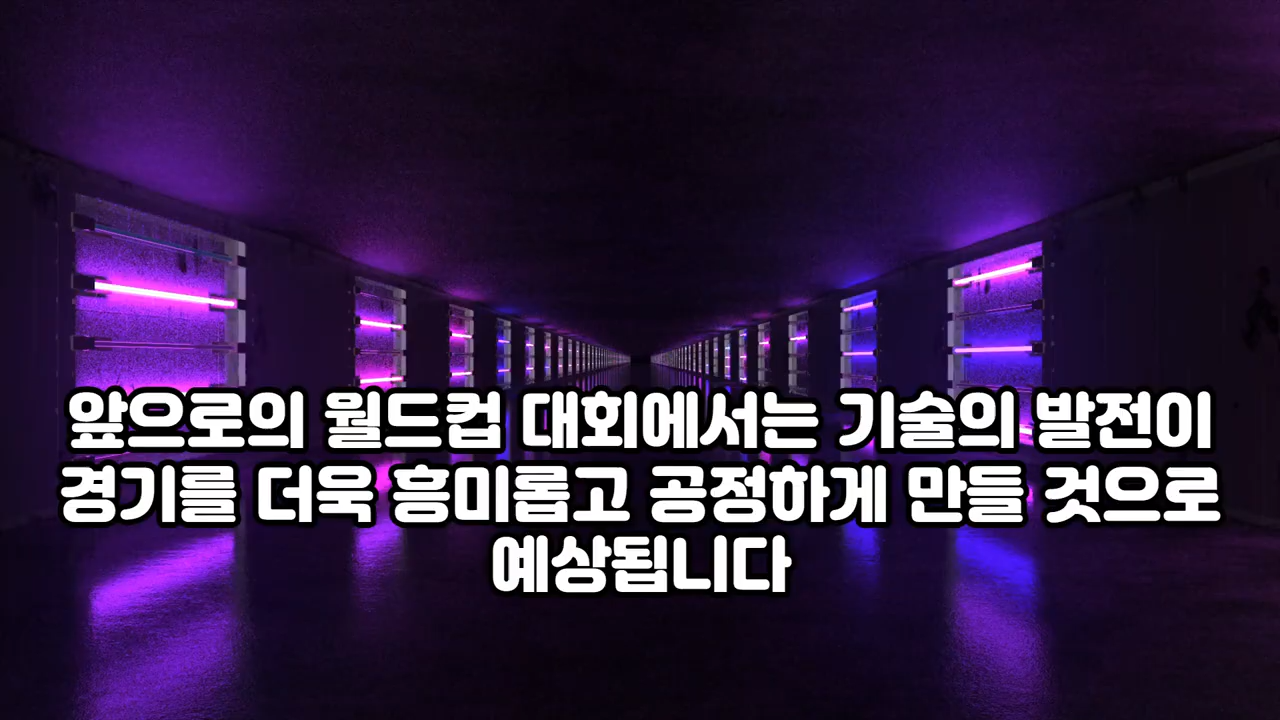 앞으로의 월드컵 대회에서는 기술의 발전이
경기를 더욱 흥미롭고 공정하게 만들 것으로
예상됩니다